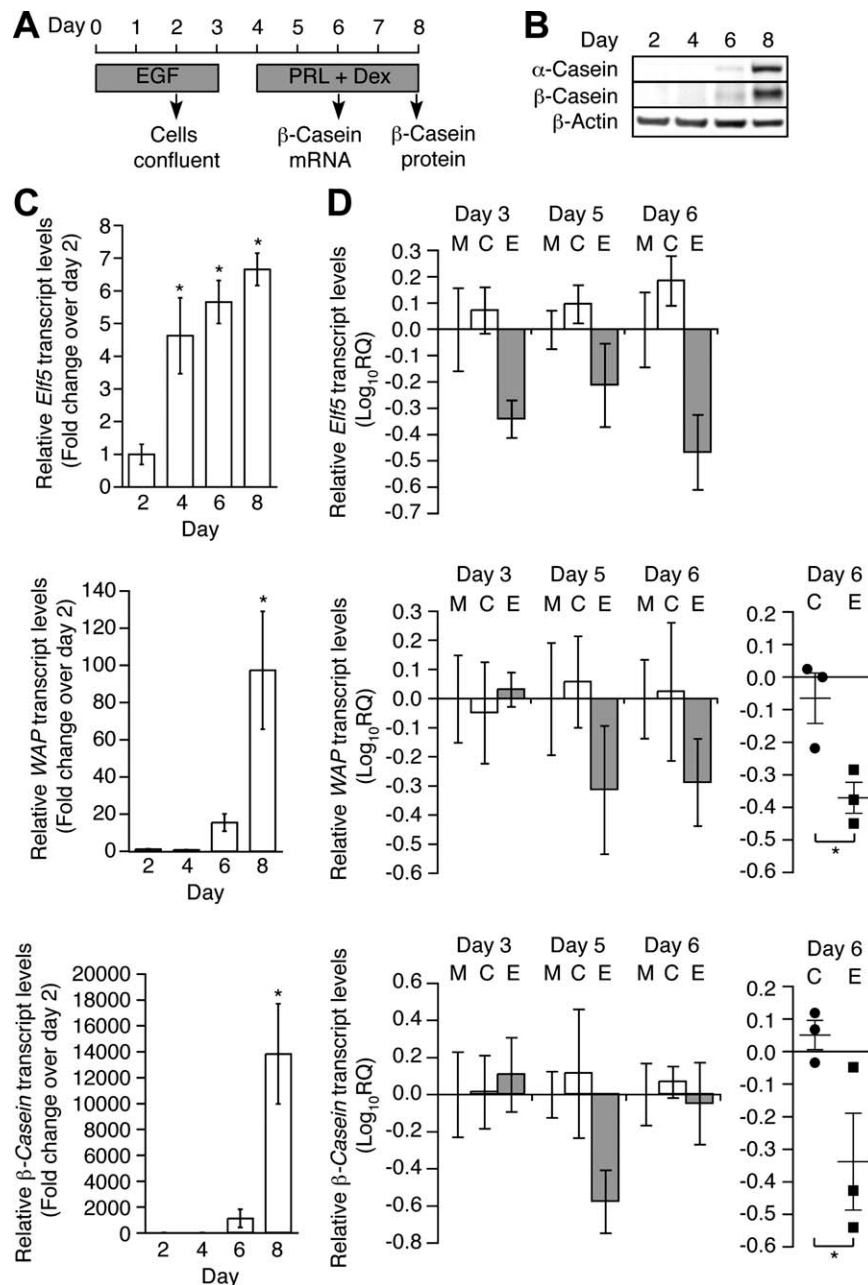 A
Day 0 1 2 3 4 5 6 7 8
EGF
PRL + Dex
Cells
confluent
β-Casein
mRNA
β-Casein
protein
B
Day 2 4 6 8
α-Casein
β-Casein
β-Actin
C
Relative Elf5 transcript levels
(Fold change over day 2)
8
7
6
5
4
3
2
1
0
* * *
2 4 6 8
Day
D
Day 3 Day 5 Day 6
M C E M C E M C E
Relative Elf5 transcript levels
(Log10RQ)
0.3
0.2
0.1
0.0
-0.1
-0.2
-0.3
-0.4
-0.5
-0.6
-0.7
Relative WAP transcript levels
(Fold change over day 2)
140
120
100
80
60
40
20
0
*
2 4 6 8
Day
Day 3 Day 5 Day 6
M C E M C E M C E
Relative WAP transcript levels
(Log10RQ)
0.3
0.2
0.1
0.0
-0.1
-0.2
-0.3
-0.4
-0.5
-0.6
Day 6
C E
0.2
0.1
0.0
-0.1
-0.2
-0.3
-0.4
-0.5
-0.6
*
Relative β-Casein transcript levels
(Fold change over day 2)
20000
18000
16000
14000
12000
10000
8000
6000
4000
2000
0
*
2 4 6 8
Day
Day 3 Day 5 Day 6
M C E M C E M C E
Relative β-Casein transcript levels
(Log10RQ)
0.6
0.4
0.2
0.0
-0.2
-0.4
-0.6
-0.8
Day 6
C E
0.2
0.1
0.0
-0.1
-0.2
-0.3
-0.4
-0.5
-0.6
*